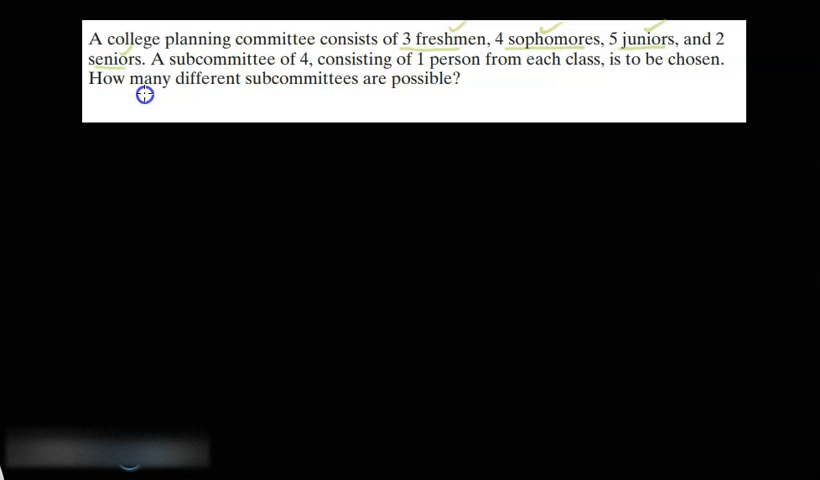 A college planning committee consists of 3 freshmen, 4 sophomores, 5 juniors, and 2
seniors. A subcommittee of 4, consisting of 1 person from each class, is to be chosen.
How many different subcommittees are possible?